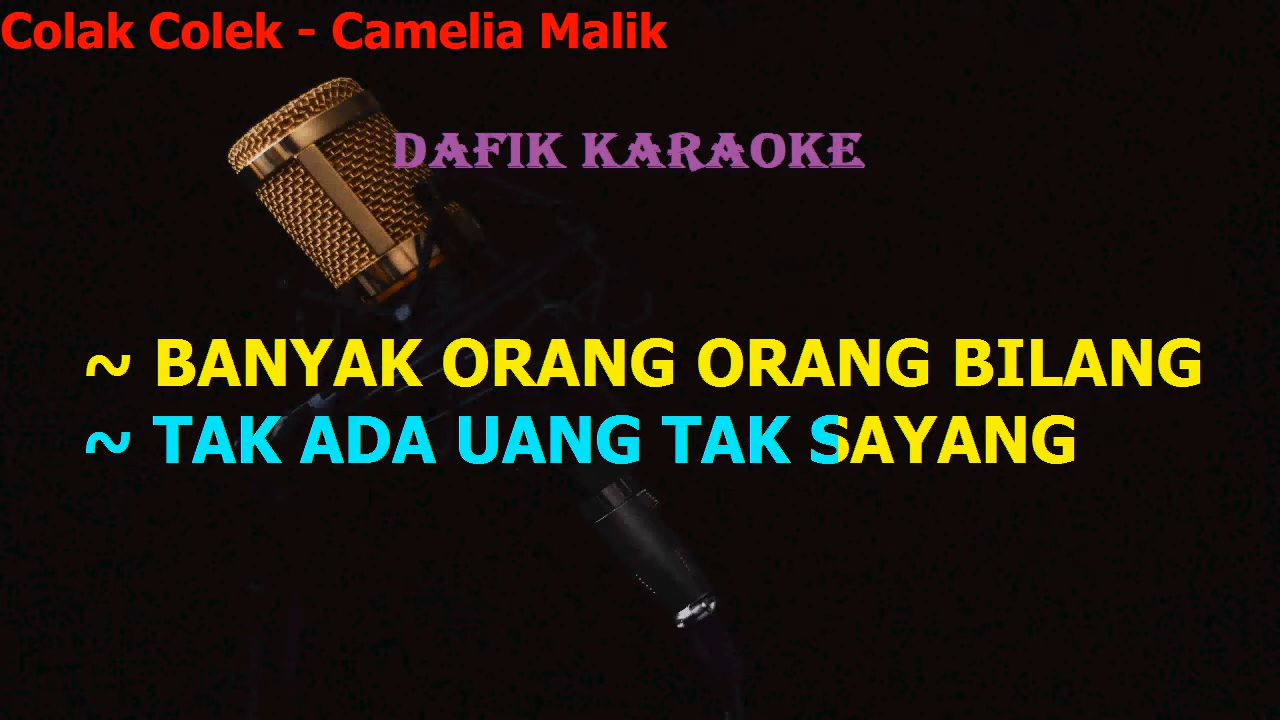 Colak Colek - Camelia Malik
DAFIK KARAOKE
~ BANYAK ORANG ORANG BILANG
~ TAK ADA UANG TAK SAYANG